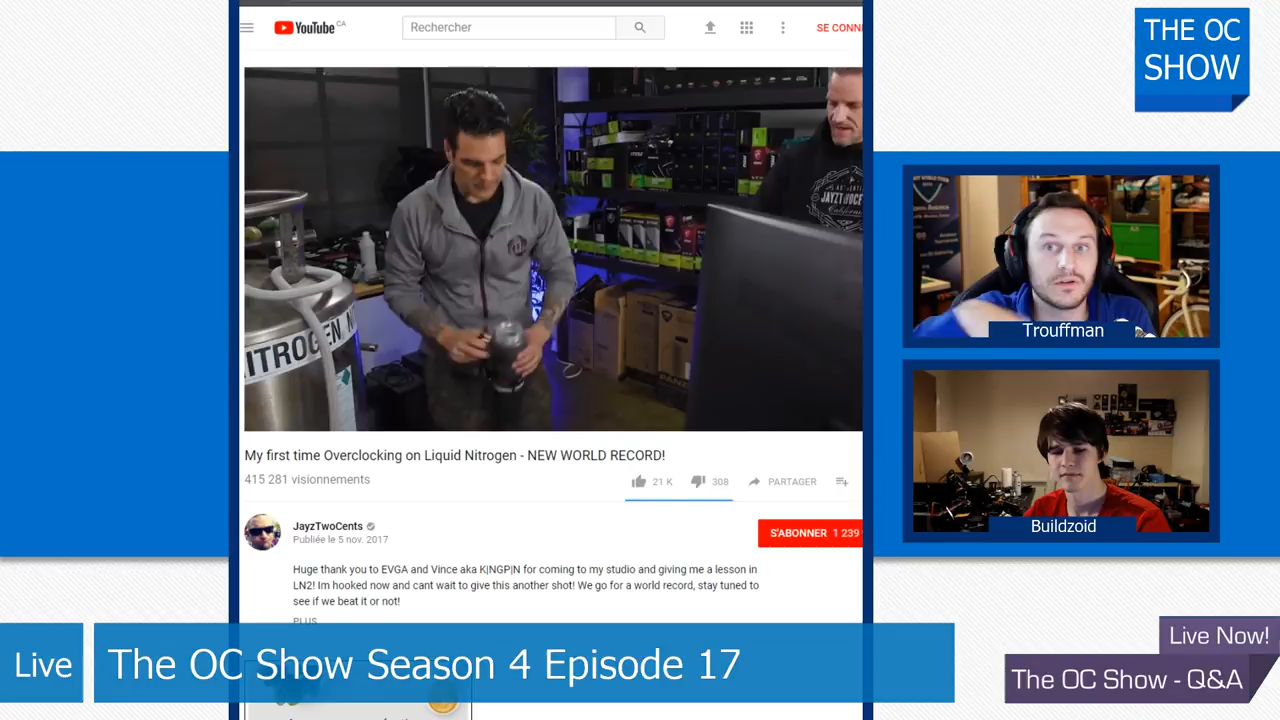 YouTube CA
Rechercher
SE CONN
THE OC
SHOW
JAYZTWOC
California
ITROGEN N
Trouffman
Buildzoid
My first time Overclocking on Liquid Nitrogen - NEW WORLD RECORD!
415 281 visionnements
21 K
308
PARTAGER
JayzTwoCents
Publiée le 5 nov. 2017
S'ABONNER 1 239
Huge thank you to EVGA and Vince aka K|NGP|N for coming to my studio and giving me a lesson in
LN2! Im hooked now and cant wait to give this another shot! We go for a world record, stay tuned to
see if we beat it or not!
PLUS
Live
The OC Show Season 4 Episode 17
Live Now!
The OC Show - Q&A